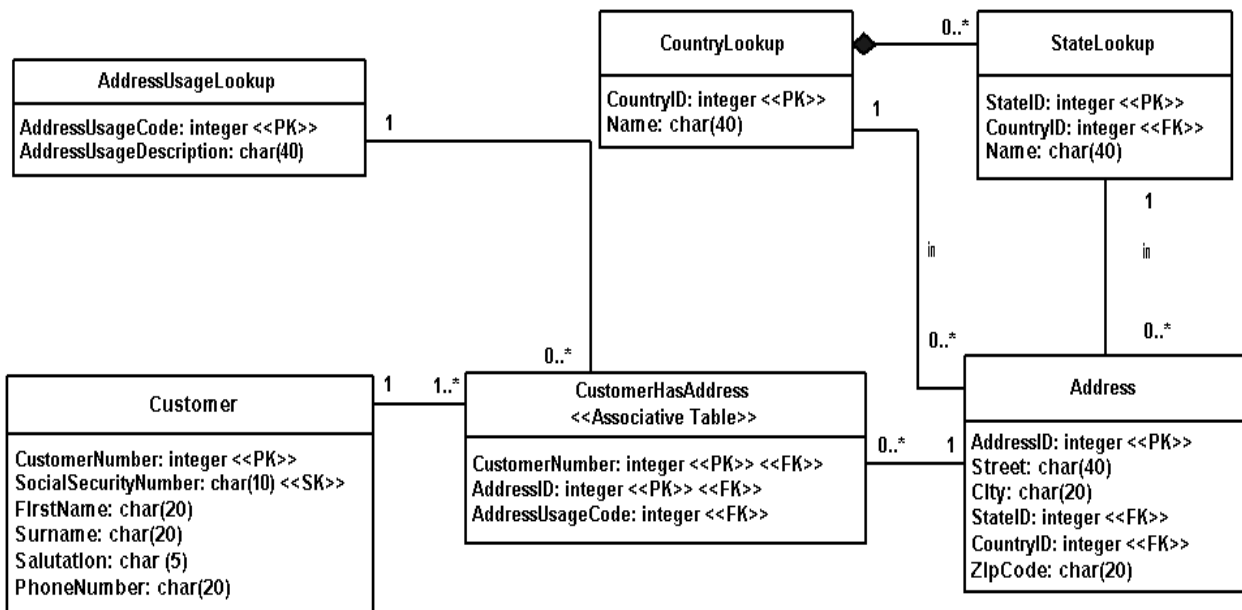 AddressUsageLookup
AddressUsageCode: integer <<PK>>
AddressUsageDescription: char(40)
1
0..*
CountryLookup
CountryID: integer <<PK>>
Name: char(40)
0..*
1
in
0..*
StateLookup
StateID: integer <<PK>>
CountryID: integer <<FK>>
Name: char(40)
1
in
0..*
Customer
CustomerNumber: integer <<PK>>
SocialSecurityNumber: char(10) <<SK>>
FIrstName: char(20)
Surname: char(20)
Salutation: char (5)
PhoneNumber: char(20)
1
1..*
CustomerHasAddress
<<Associative Table>>
CustomerNumber: integer <<PK>> <<FK>>
AddressID: integer <<PK>> <<FK>>
AddressUsageCode: integer <<FK>>
0..*
1
Address
AddressID: integer <<PK>>
Street: char(40)
City: char(20)
StateID: integer <<FK>>
CountryID: integer <<FK>>
ZipCode: char(20)